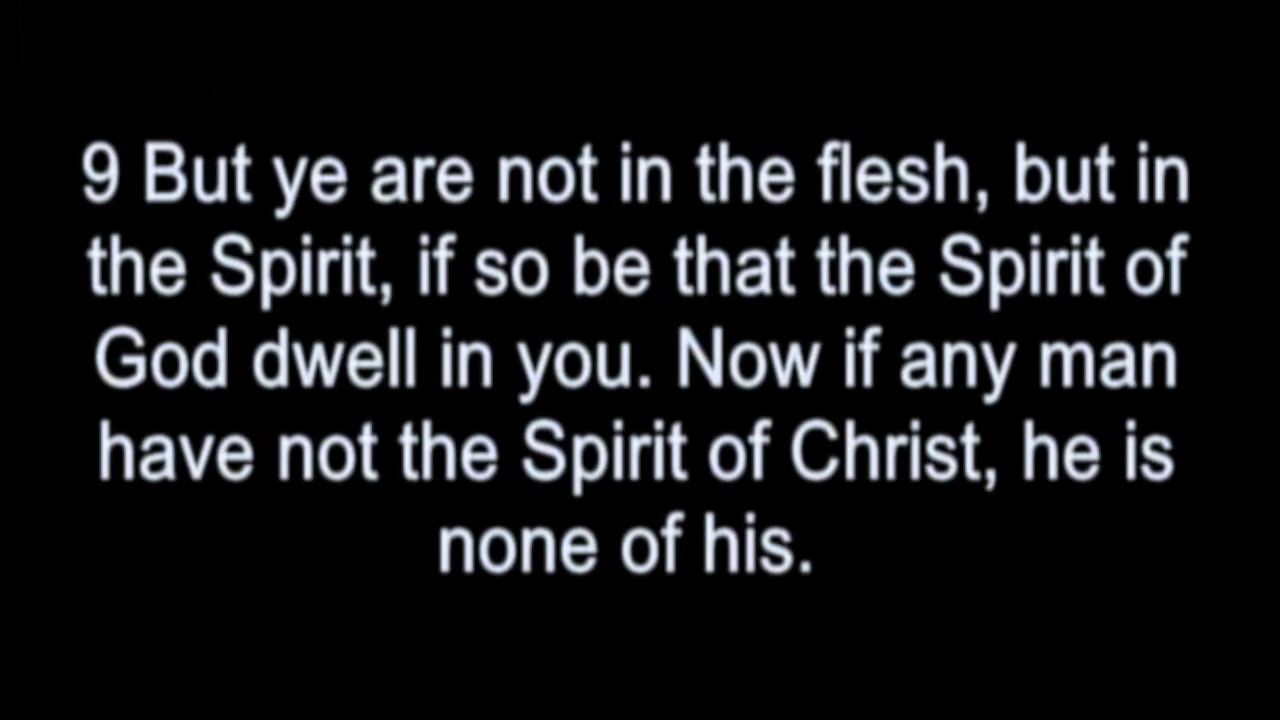 9 But ye are not in the flesh, but in
the Spirit, if so be that the Spirit of
God dwell in you. Now if any man
have not the Spirit of Christ, he is
none of his.